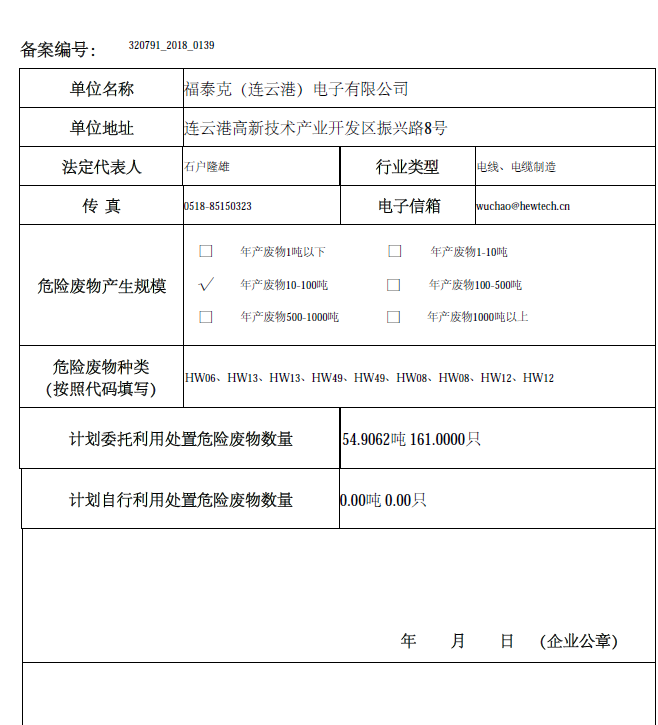 备案编号： 320791_2018_0139
单位名称 福泰克（连云港）电子有限公司
单位地址 连云港高新技术产业开发区振兴路8号
法定代表人 石户隆雄 行业类型 电线、电缆制造
传 真 0518-85150323 电子信箱 wuchao@hewtech.cn
□ 年产废物1吨以下 □ 年产废物1-10吨
危险废物产生规模 √ 年产废物10-100吨 □ 年产废物100-500吨
□ 年产废物500-1000吨 □ 年产废物1000吨以上
危险废物种类
（按照代码填写） HW06、HW13、HW13、HW49、HW49、HW08、HW08、HW12、HW12
计划委托利用处置危险废物数量 54.9062吨 161.0000只
计划自行利用处置危险废物数量 0.00吨 0.00只
年 月 日 （企业公章）